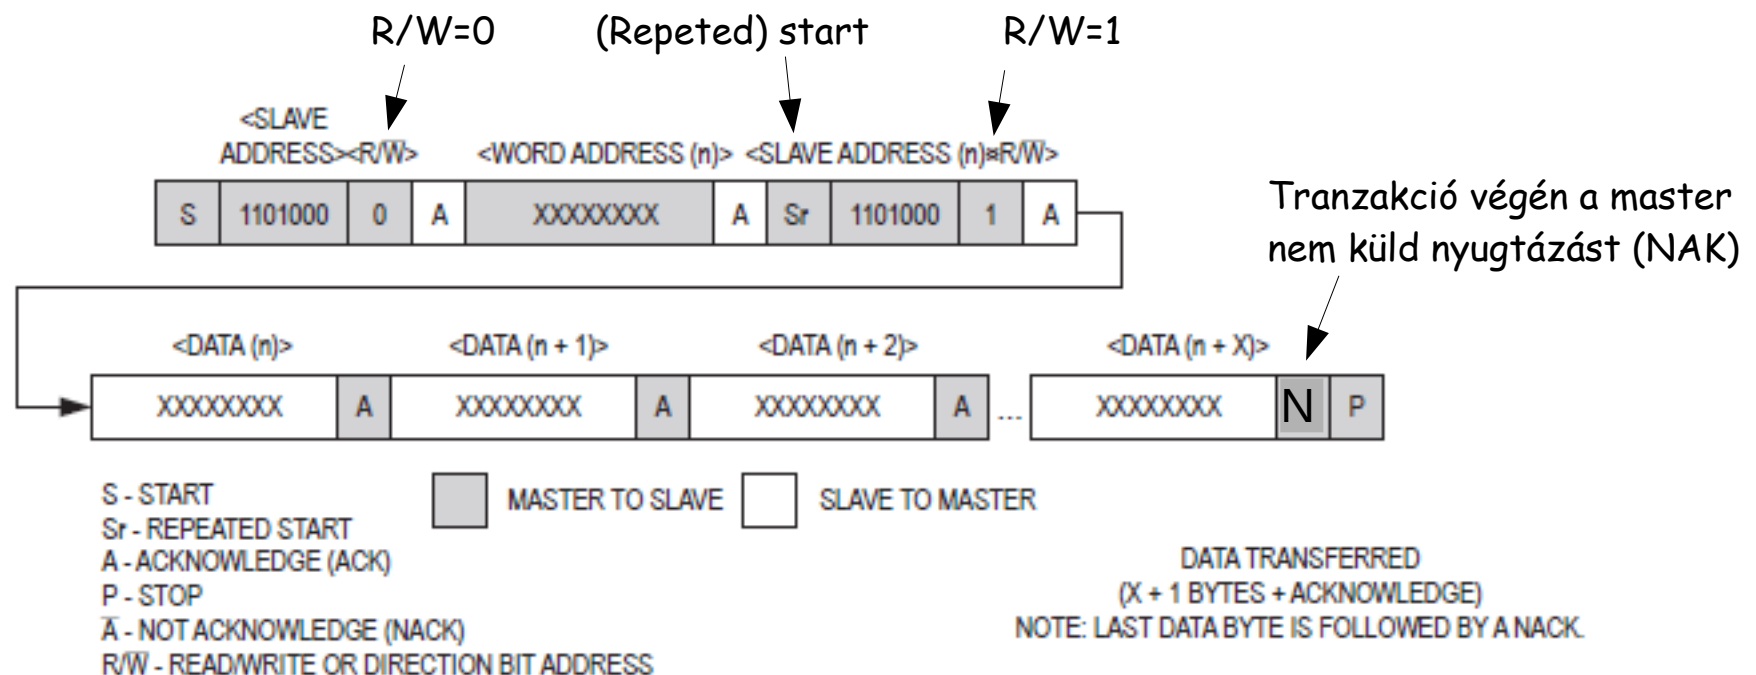 R/W=0 (Repeted) start R/W=1
<SLAVE
ADDRESS><R/W̅> <WORD ADDRESS (n)> <SLAVE ADDRESS (n)><R/W̅>
S 1101000 0 A XXXXXXXX A Sr 1101000 1 A
Tranzakció végén a master
nem küld nyugtázást (NAK)
<DATA (n)> <DATA (n + 1)> <DATA (n + 2)> <DATA (n + X)>
XXXXXXXX A XXXXXXXX A XXXXXXXX A ... XXXXXXXX N P
S - START
Sr - REPEATED START
A - ACKNOWLEDGE (ACK)
P - STOP
A̅ - NOT ACKNOWLEDGE (NACK)
R/W̅ - READ/WRITE OR DIRECTION BIT ADDRESS
MASTER TO SLAVE SLAVE TO MASTER
DATA TRANSFERRED
(X + 1 BYTES + ACKNOWLEDGE)
NOTE: LAST DATA BYTE IS FOLLOWED BY A NACK.